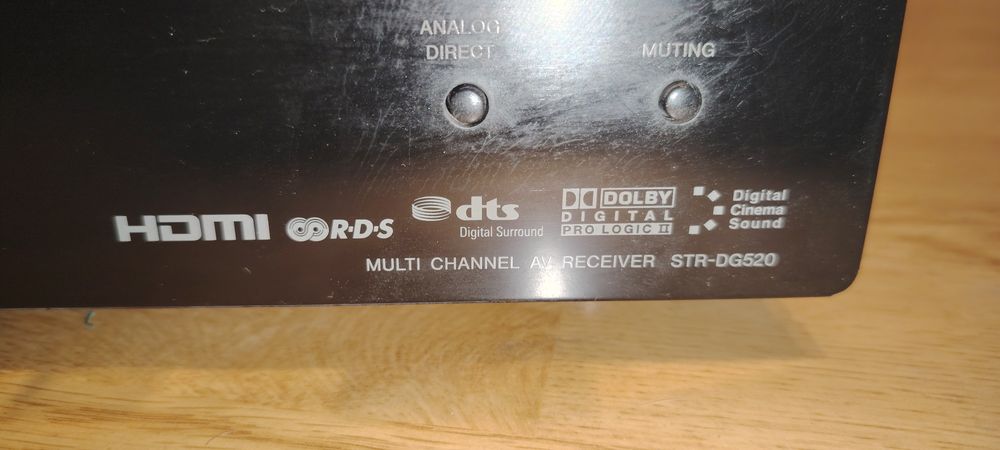 ANALOG
DIRECT
MUTING
HDMI
R·D·S
dts
Digital Surround
DOLBY
DIGITAL
PRO LOGIC II
Digital
Cinema
Sound
MULTI CHANNEL AV RECEIVER STR-DG520